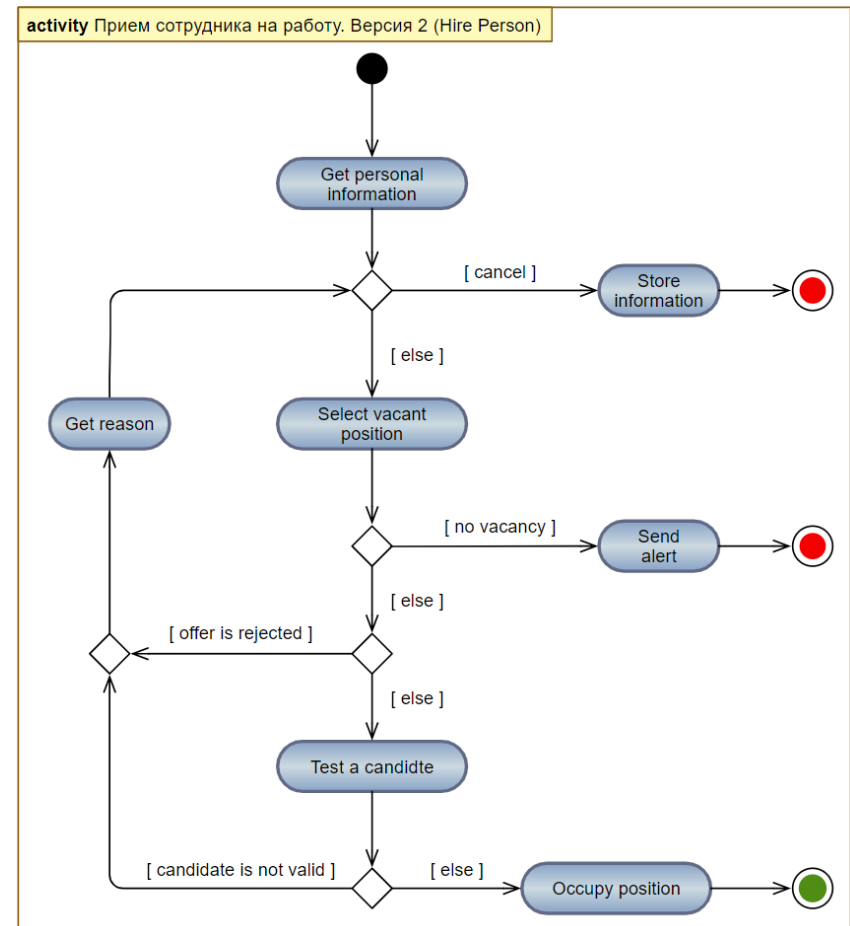 activity Прием сотрудника на работу. Версия 2 (Hire Person)
Get personal
information
[ cancel ]
Store
information
[ else ]
Get reason
Select vacant
position
[ no vacancy ]
Send
alert
[ else ]
[ offer is rejected ]
[ else ]
Test a candidte
[ candidate is not valid ]
[ else ]
Occupy position